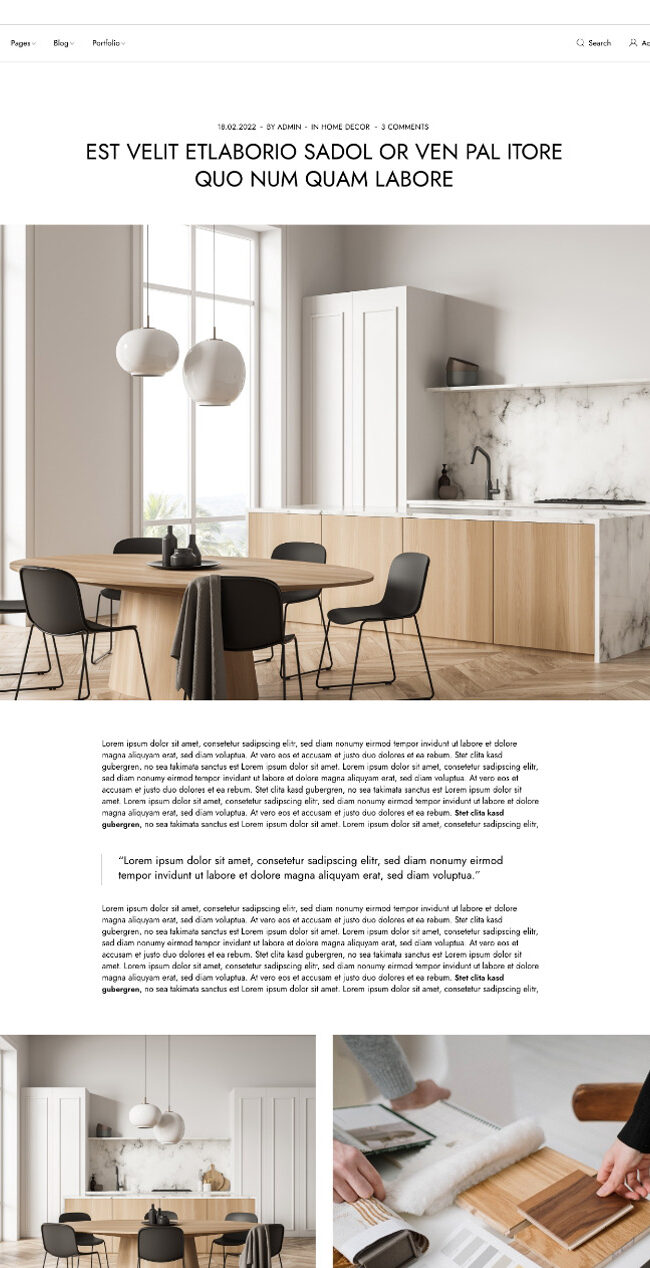 Pages
Blog
Portfolio
Search
18.02.2022 - BY ADMIN - IN HOME DECOR - 3 COMMENTS
EST VELIT ETLABORIO SADOL OR VEN PAL ITORE
QUO NUM QUAM LABORE
Lorem ipsum dolor sit amet, consetetur sadipscing elitr, sed diam nonumy eirmod tempor invidunt ut labore et dolore
magna aliquyam erat, sed diam voluptua. At vero eos et accusam et justo duo dolores et ea rebum. Stet clita kasd
gubergren, no sea takimata sanctus est Lorem ipsum dolor sit amet. Lorem ipsum dolor sit amet, consetetur sadipscing elitr,
sed diam nonumy eirmod tempor invidunt ut labore et dolore magna aliquyam erat, sed diam voluptua. At vero eos et
accusam et justo duo dolores et ea rebum. Stet clita kasd gubergren, no sea takimata sanctus est Lorem ipsum dolor sit
amet. Lorem ipsum dolor sit amet, consetetur sadipscing elitr, sed diam nonumy eirmod tempor invidunt ut labore et dolore
magna aliquyam erat, sed diam voluptua. At vero eos et accusam et justo duo dolores et ea rebum. Stet clita kasd
gubergren, no sea takimata sanctus est Lorem ipsum dolor sit amet. Lorem ipsum dolor sit amet, consetetur sadipscing elitr,
“Lorem ipsum dolor sit amet, consetetur sadipscing elitr, sed diam nonumy eirmod
tempor invidunt ut labore et dolore magna aliquyam erat, sed diam voluptua.”
Lorem ipsum dolor sit amet, consetetur sadipscing elitr, sed diam nonumy eirmod tempor invidunt ut labore et dolore
magna aliquyam erat, sed diam voluptua. At vero eos et accusam et justo duo dolores et ea rebum. Stet clita kasd
gubergren, no sea takimata sanctus est Lorem ipsum dolor sit amet. Lorem ipsum dolor sit amet, consetetur sadipscing elitr,
sed diam nonumy eirmod tempor invidunt ut labore et dolore magna aliquyam erat, sed diam voluptua. At vero eos et
accusam et justo duo dolores et ea rebum. Stet clita kasd gubergren, no sea takimata sanctus est Lorem ipsum dolor sit
amet. Lorem ipsum dolor sit amet, consetetur sadipscing elitr, sed diam nonumy eirmod tempor invidunt ut labore et dolore
magna aliquyam erat, sed diam voluptua. At vero eos et accusam et justo duo dolores et ea rebum. Stet clita kasd
gubergren, no sea takimata sanctus est Lorem ipsum dolor sit amet. Lorem ipsum dolor sit amet, consetetur sadipscing elitr,